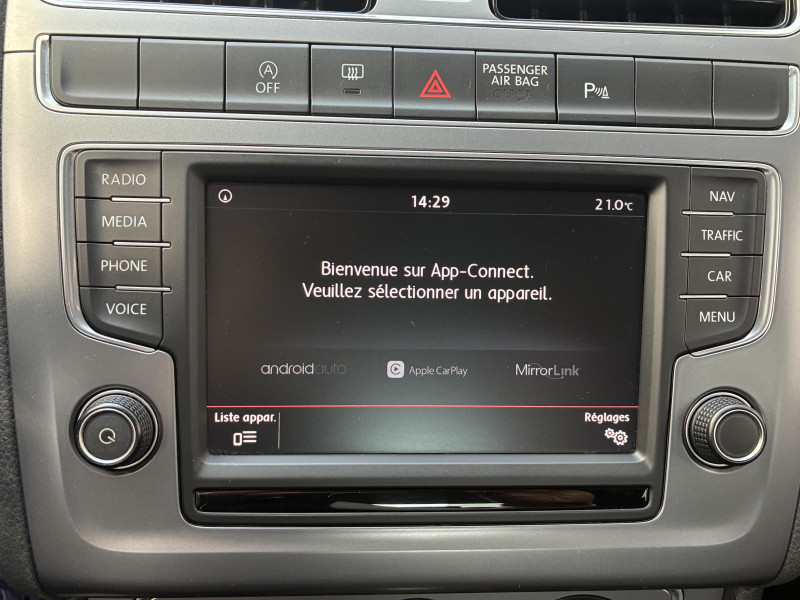 OFF
PASSENGER
AIR BAG
P
RADIO
MEDIA
PHONE
VOICE
14:29
21.0°C
Bienvenue sur App-Connect.
Veuillez sélectionner un appareil.
androidauto
Apple CarPlay
MirrorLink
Liste appar.
Réglages
NAV
TRAFFIC
CAR
MENU